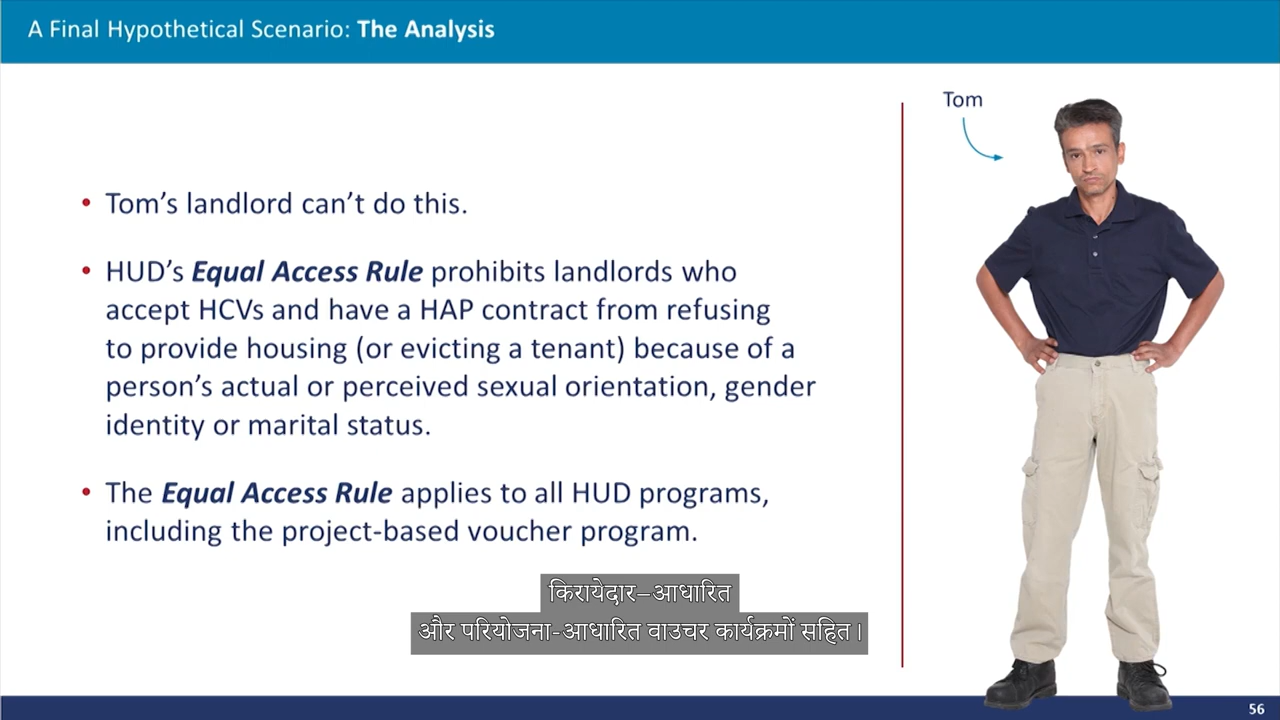 A Final Hypothetical Scenario: The Analysis
Tom
• Tom's landlord can't do this.
• HUD's Equal Access Rule prohibits landlords who
accept HCVs and have a HAP contract from refusing
to provide housing (or evicting a tenant) because of a
person's actual or perceived sexual orientation, gender
identity or marital status.
• The Equal Access Rule applies to all HUD programs,
including the project-based voucher program.
किरायेदार–आधारित
और परियोजना-आधारित वाउचर कार्यक्रमों सहित।
56